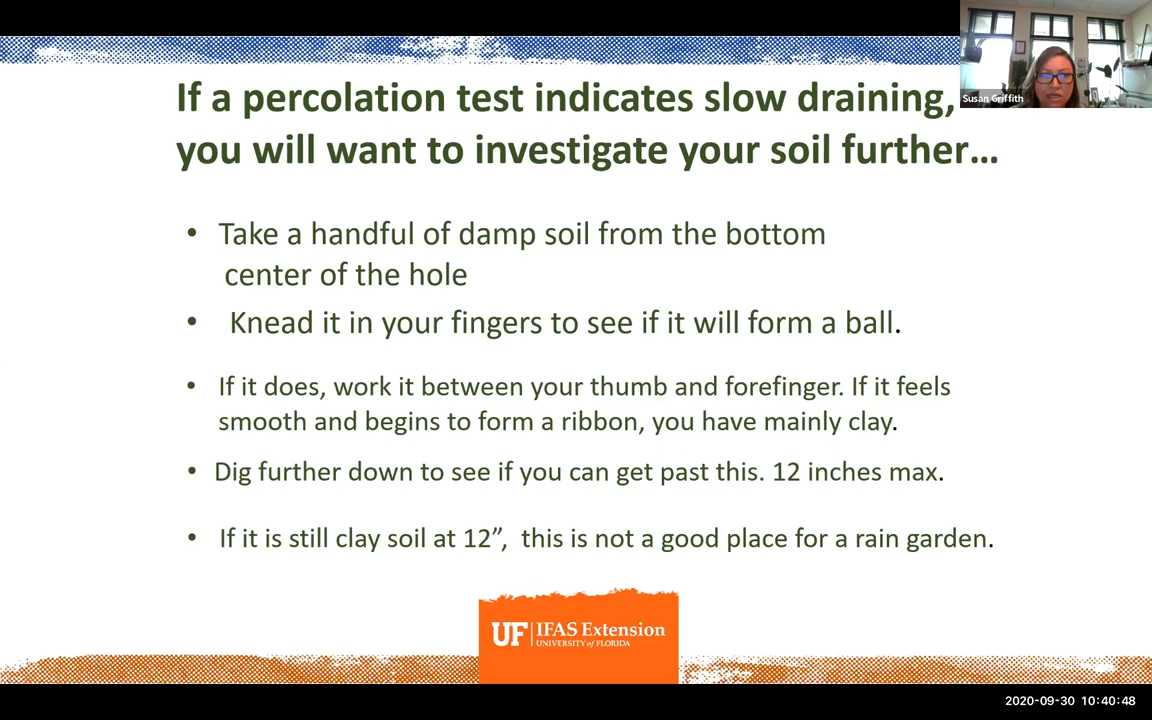 If a percolation test indicates slow draining,
you will want to investigate your soil further...
Susan Griffith
• Take a handful of damp soil from the bottom
center of the hole
• Knead it in your fingers to see if it will form a ball.
• If it does, work it between your thumb and forefinger. If it feels
smooth and begins to form a ribbon, you have mainly clay.
• Dig further down to see if you can get past this. 12 inches max.
• If it is still clay soil at 12”, this is not a good place for a rain garden.
UF IFAS Extension
UNIVERSITY of FLORIDA
2020-09-30 10:40:48